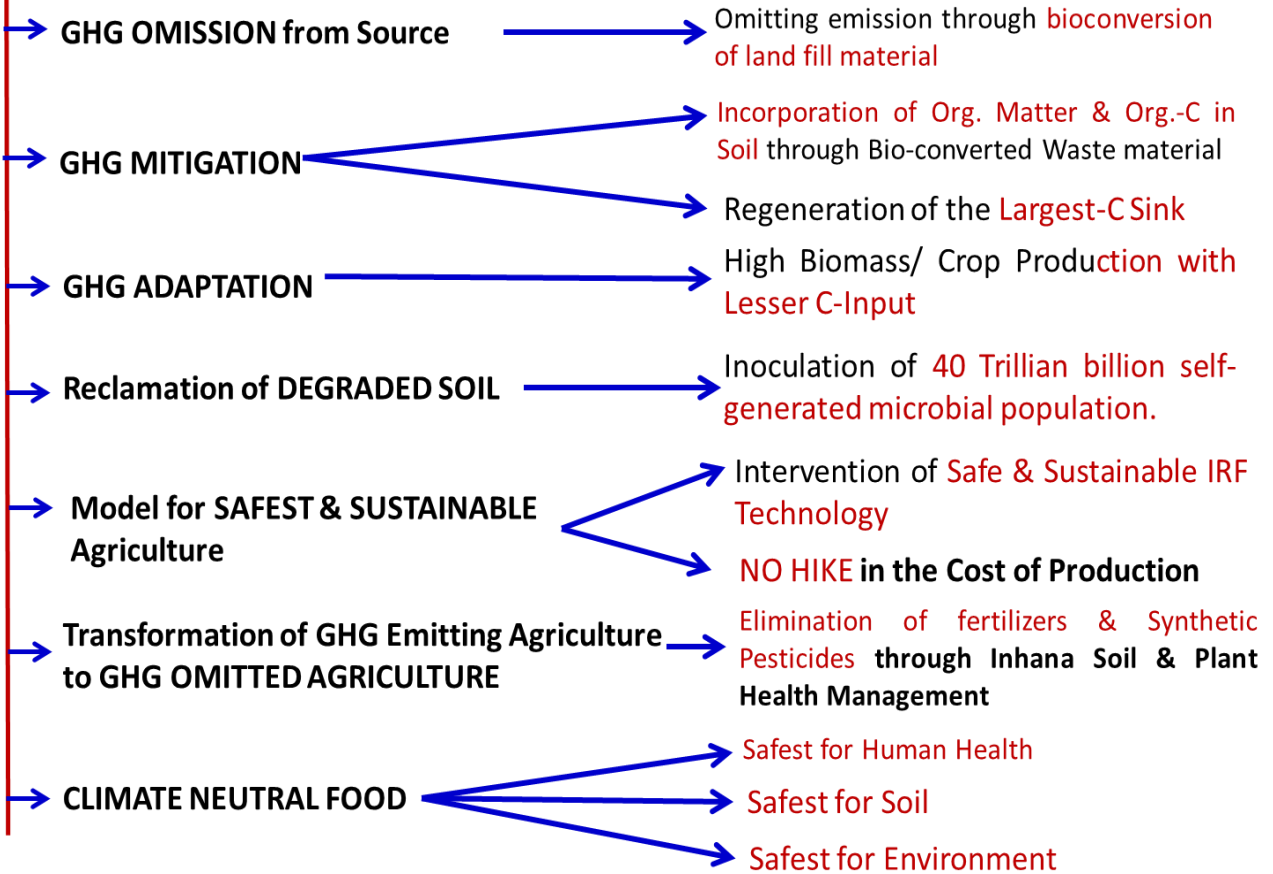 GHG OMISSION from Source
Omitting emission through bioconversion
of land fill material
GHG MITIGATION
Incorporation of Org. Matter & Org.-C in
Soil through Bio-converted Waste material
Regeneration of the Largest-C Sink
GHG ADAPTATION
High Biomass/ Crop Production with
Lesser C-Input
Reclamation of DEGRADED SOIL
Inoculation of 40 Trillion billion self-
generated microbial population.
Model for SAFEST & SUSTAINABLE
Agriculture
Intervention of Safe & Sustainable IRF
Technology
NO HIKE in the Cost of Production
Transformation of GHG Emitting Agriculture
to GHG OMITTED AGRICULTURE
Elimination of fertilizers & Synthetic
Pesticides through Inhana Soil & Plant
Health Management
CLIMATE NEUTRAL FOOD
Safest for Human Health
Safest for Soil
Safest for Environment